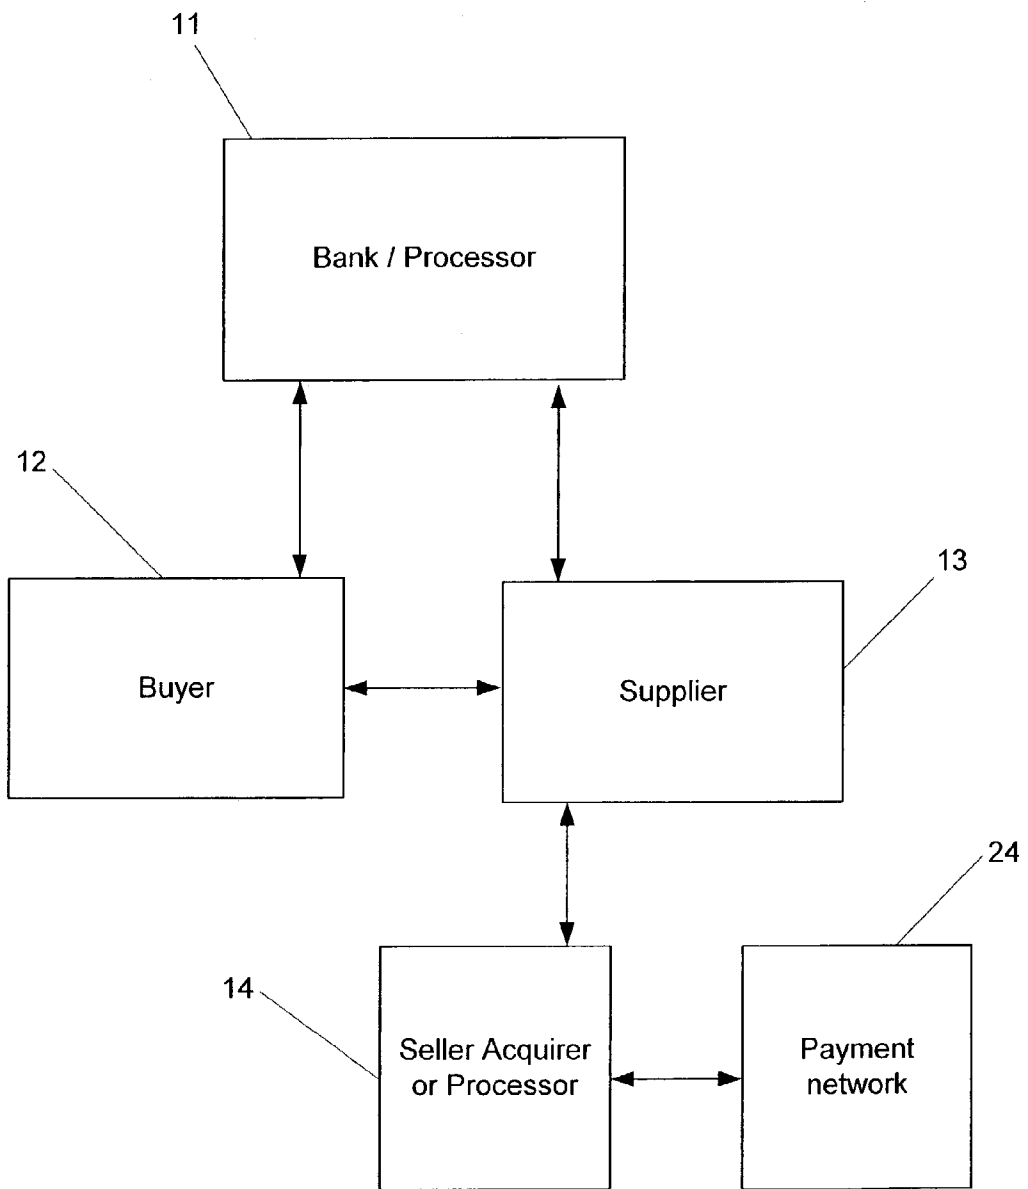 11
Bank / Processor
12
13
Buyer
Supplier
24
14
Seller Acquirer
or Processor
Payment
network